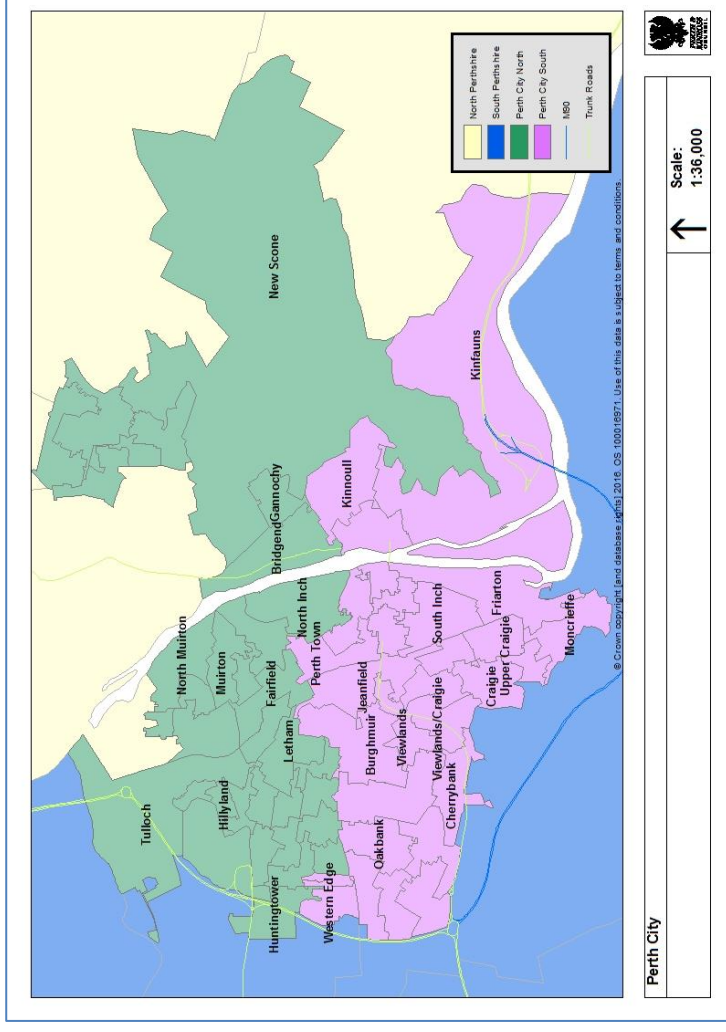 North Perthshire
South Perthshire
Perth City North
Perth City South
M90
Trunk Roads
New Scone
Kinfauns
Kinnoull
Gannochy
Bridgend
North Inch
Perth Town
North Muirton
Muirton
Fairfield
Letham
Hillyland
Tulloch
Huntingtower
Western Edge
Oakbank
Burghmuir
Jeanfield
Viewlands
Viewlands/Craigie
Cherrybank
South Inch
Friarton
Craigie
Upper Craigie
Moncrieffe
© Crown copyright [and database rights] 2016. OS 100016971. Use of this data is subject to terms and conditions.
Perth City
Scale:
1:36,000
PERTH &
KINROSS
COUNCIL